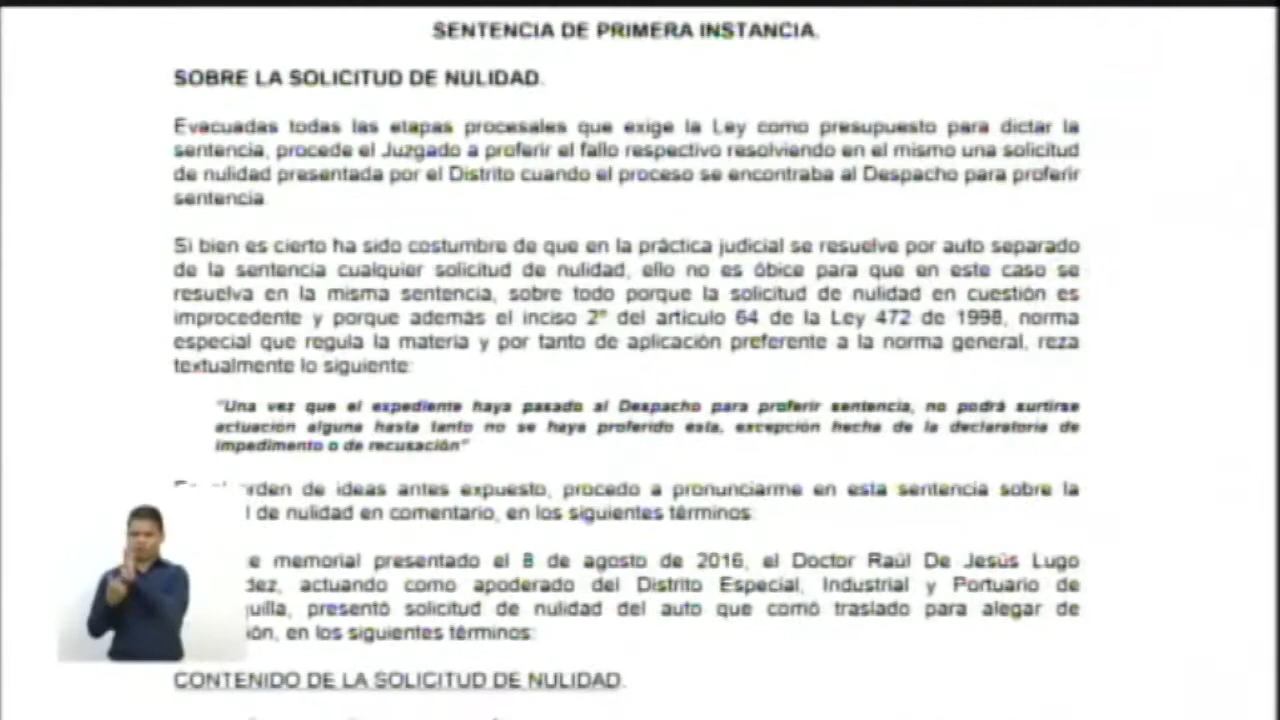 SENTENCIA DE PRIMERA INSTANCIA.
SOBRE LA SOLICITUD DE NULIDAD.
Evacuadas todas las etapas procesales que exige la Ley como presupuesto para dictar la
sentencia, procede el Juzgado a proferir el fallo respectivo resolviendo en el mismo una solicitud
de nulidad presentada por el Distrito cuando el proceso se encontraba al Despacho para proferir
sentencia.
Si bien es cierto ha sido costumbre de que en la práctica judicial se resuelve por auto separado
de la sentencia cualquier solicitud de nulidad, ello no es óbice para que en este caso se
resuelva en la misma sentencia, sobre todo porque la solicitud de nulidad en cuestión es
improcedente y porque además el inciso 2° del artículo 64 de la Ley 472 de 1998, norma
especial que regula la materia y por tanto de aplicación preferente a la norma general, reza
textualmente lo siguiente:
"Una vez que el expediente haya pasado al Despacho para proferir sentencia, no podrá surtirse
actuación alguna hasta tanto no se haya proferido ésta, excepción hecha de la declaratoria de
impedimento o de recusación"
rden de ideas antes expuesto, procedo a pronunciarme en esta sentencia sobre la
de nulidad en comentario, en los siguientes términos:
e memorial presentado el 8 de agosto de 2016, el Doctor Raúl De Jesús Lugo
dez, actuando como apoderado del Distrito Especial, Industrial y Portuario de
uilla, presentó solicitud de nulidad del auto que comó traslado para alegar de
ión, en los siguientes términos:
CONTENIDO DE LA SOLICITUD DE NULIDAD.